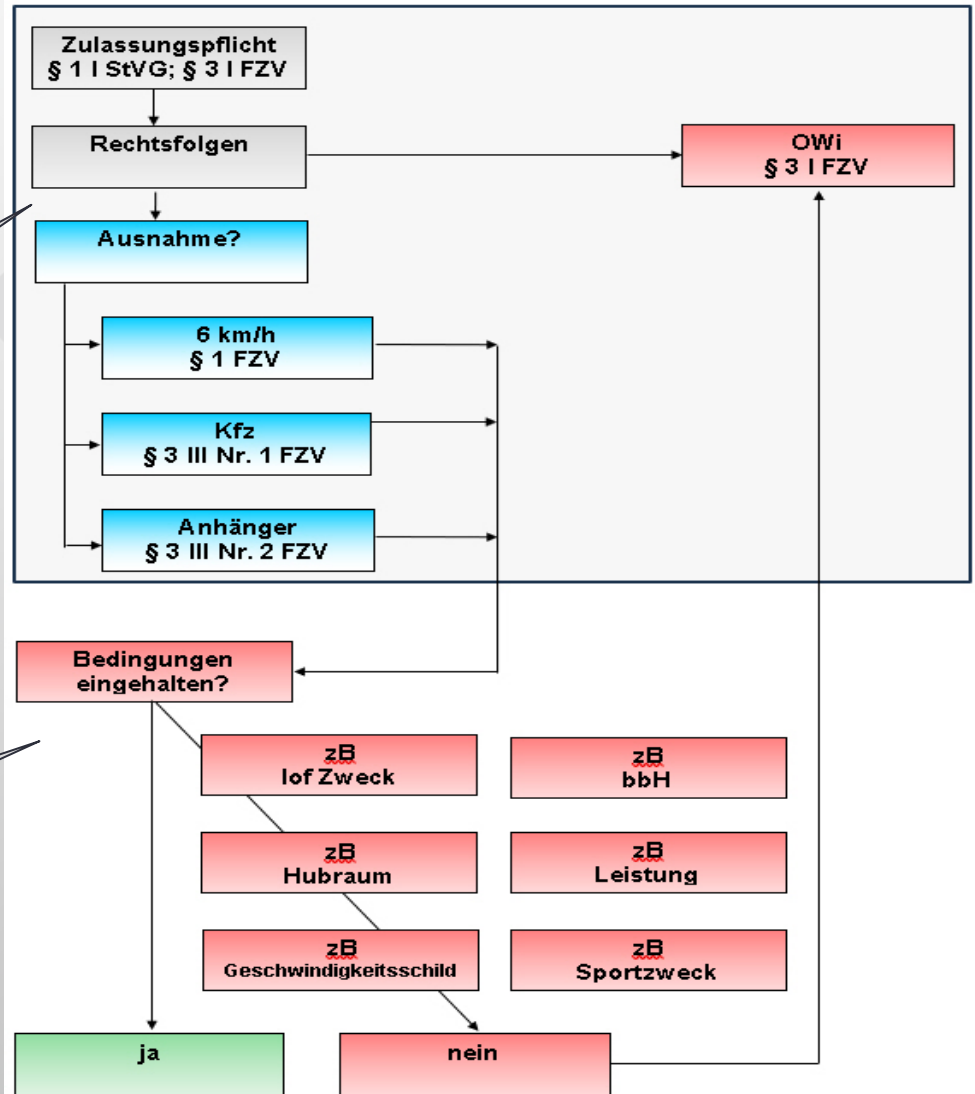 Zulassungspflicht
§ 1 I StVG; § 3 I FZV
Rechtsfolgen
OWi
§ 3 I FZV
Ausnahme?
6 km/h
§ 1 FZV
Kfz
§ 3 III Nr. 1 FZV
Anhänger
§ 3 III Nr. 2 FZV
Bedingungen
eingehalten?
zB
lof Zweck
zB
bbH
zB
Hubraum
zB
Leistung
zB
Geschwindigkeitsschild
zB
Sportzweck
ja
nein